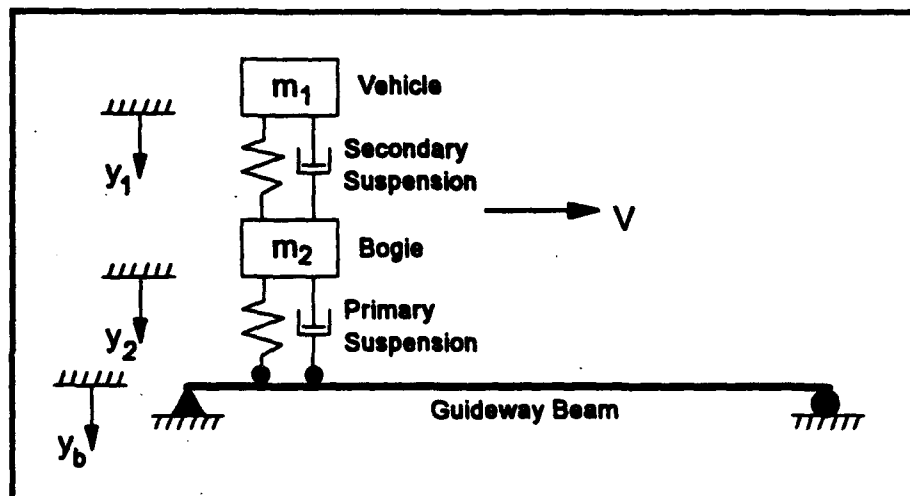 m1
Vehicle
y1
Secondary
Suspension
V
m2
Bogie
y2
Primary
Suspension
Guideway Beam
yb